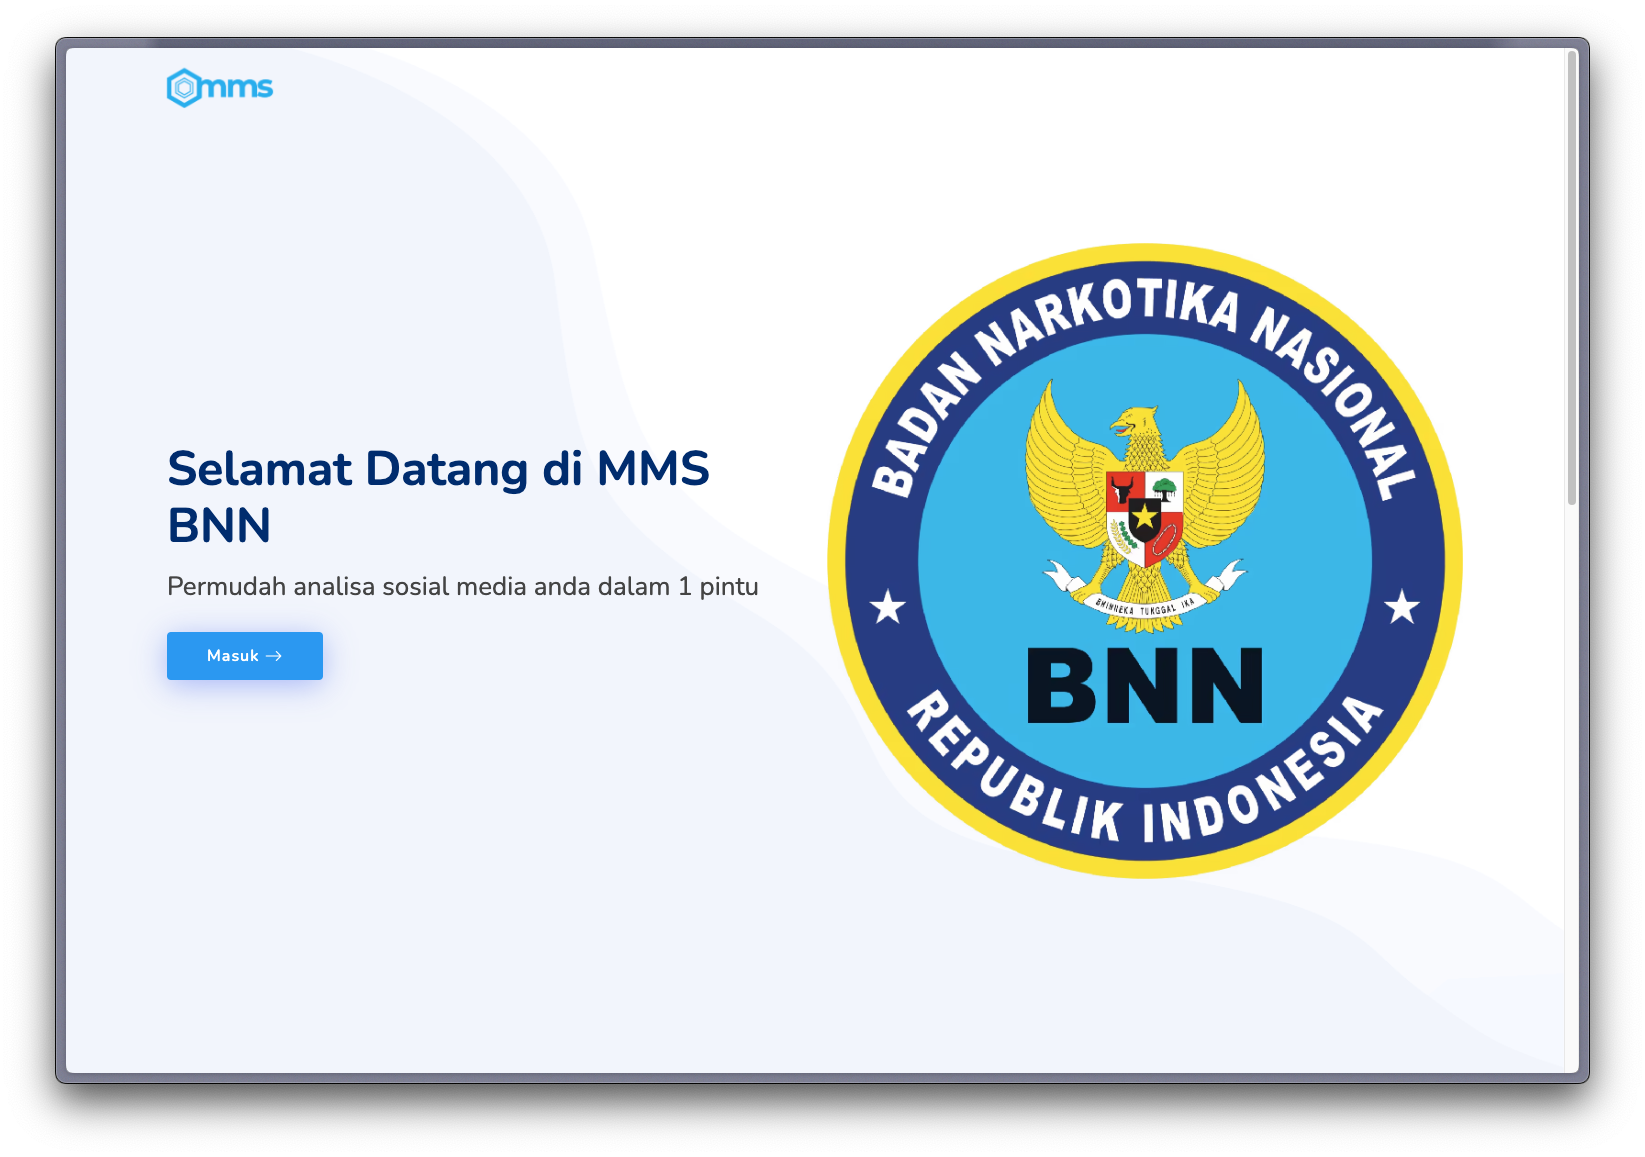 mms
Selamat Datang di MMS
BNN
Permudah analisa sosial media anda dalam 1 pintu
Masuk →
BADAN NARKOTIKA NASIONAL
BHINNEKA TUNGGAL IKA
BNN
REPUBLIK INDONESIA